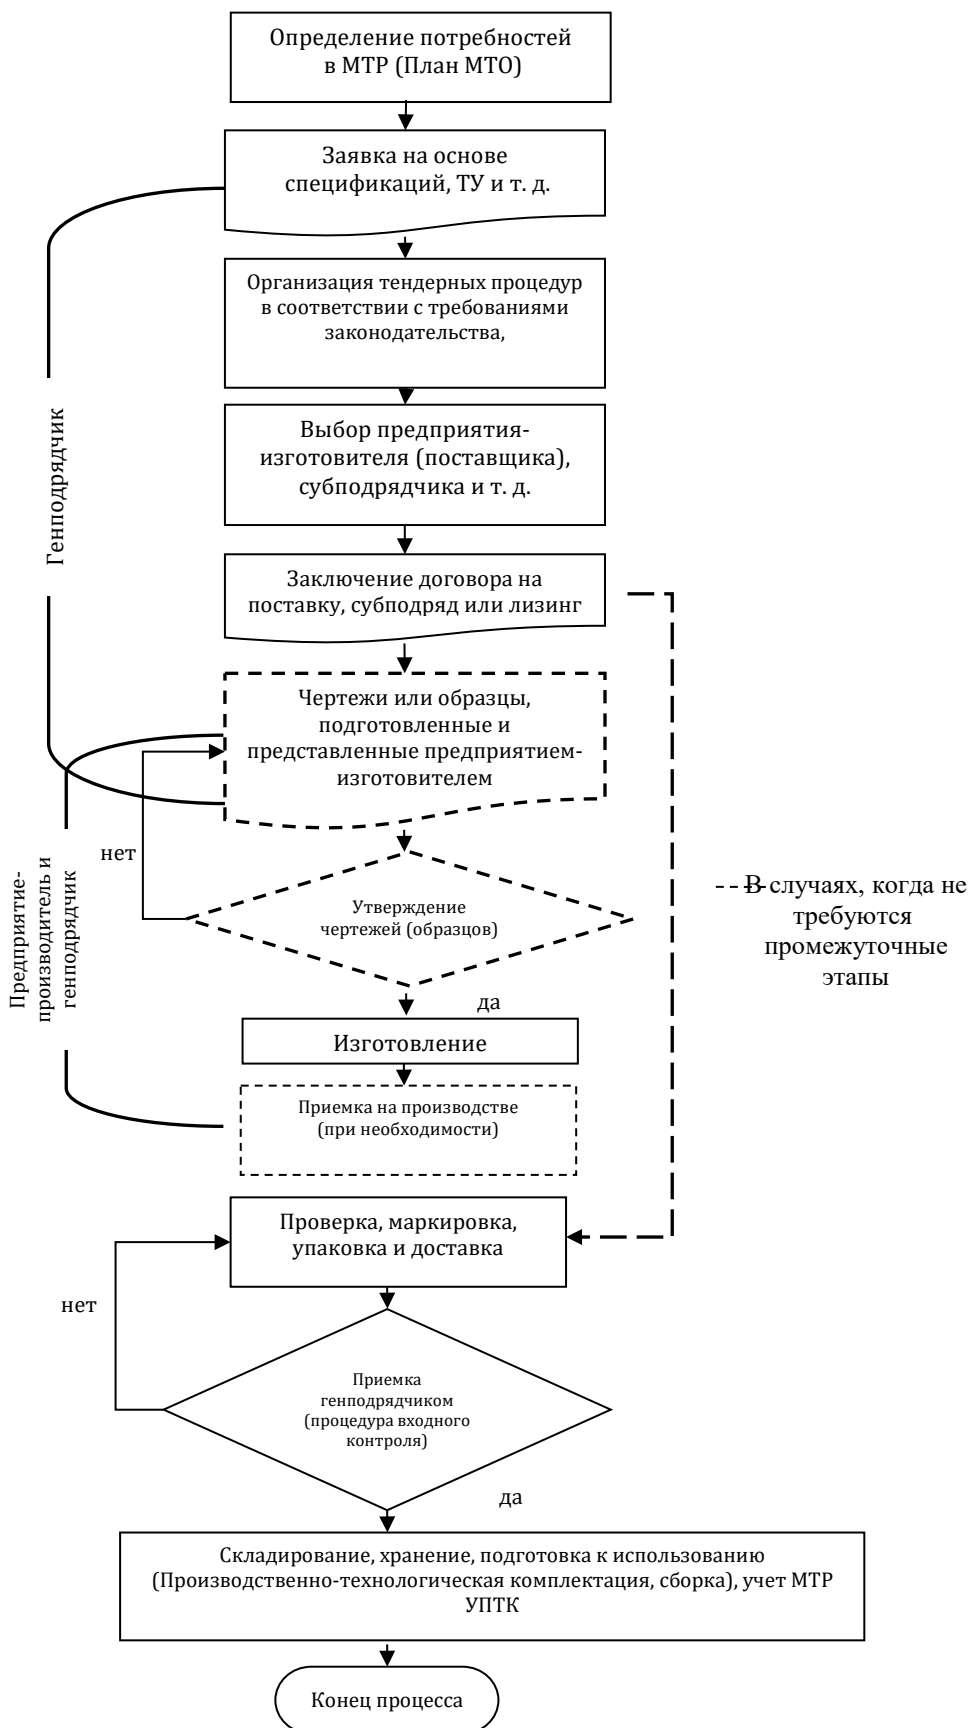 Определение потребностей
в МТР (План МТО)
Заявка на основе
спецификаций, ТУ и т. д.
Организация тендерных процедур
в соответствии с требованиями
законодательства,
Выбор предприятия-
изготовителя (поставщика),
субподрядчика и т. д.
Генподрядчик
Заключение договора на
поставку, субподряд или лизинг
Чертежи или образцы,
подготовленные и
представленные предприятием-
изготовителем
нет
Утверждение
чертежей (образцов)
В случаях, когда не
требуются
промежуточные
этапы
Предприятие-
производитель и
генподрядчик
да
Изготовление
Приемка на производстве
(при необходимости)
Проверка, маркировка,
упаковка и доставка
нет
Приемка
генподрядчиком
(процедура входного
контроля)
да
Складирование, хранение, подготовка к использованию
(Производственно-технологическая комплектация, сборка), учет МТР
УПТК
Конец процесса